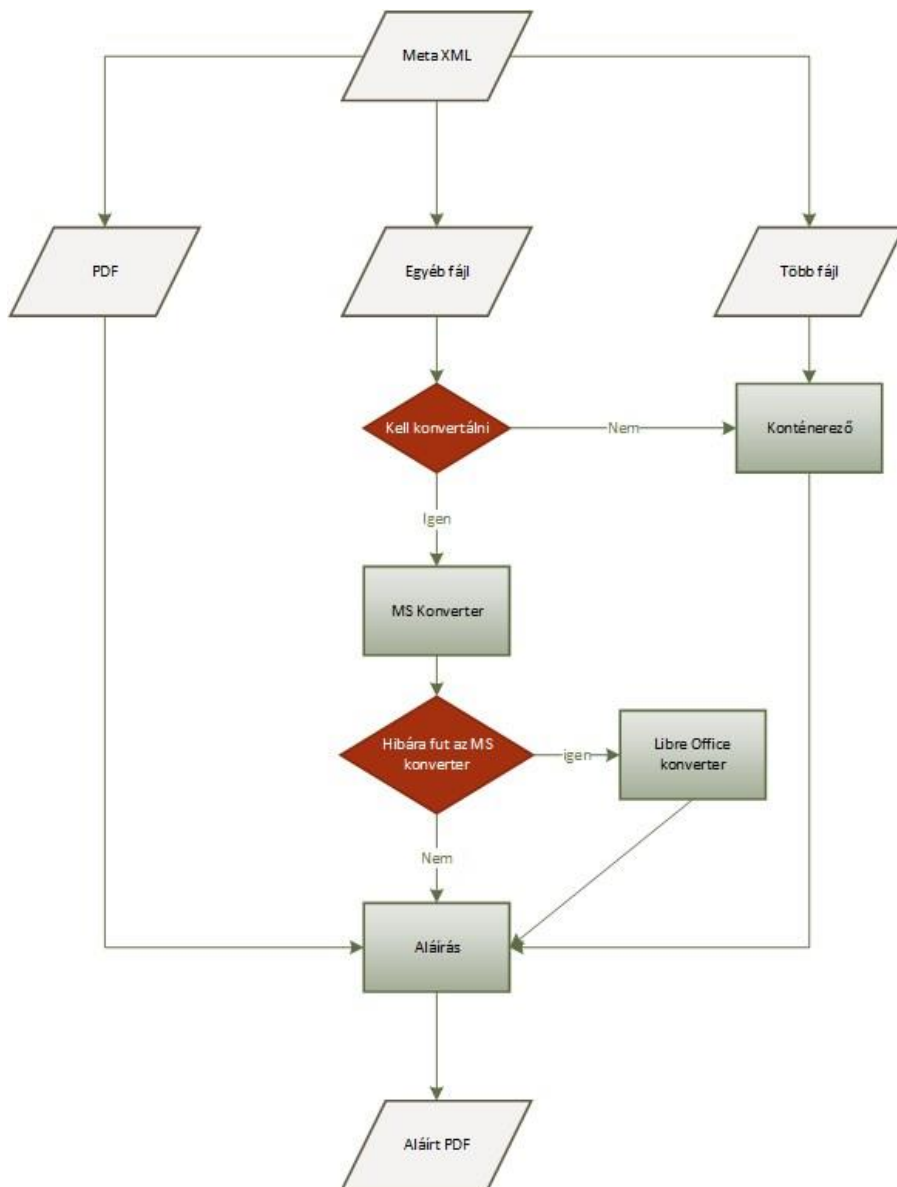 Meta XML
PDF
Egyéb fájl
Több fájl
Kell konvertálni
Nem
Konténerező
Igen
MS Konverter
Hibára fut az MS
konverter
igen
Libre Office
konverter
Nem
Aláírás
Aláírt PDF